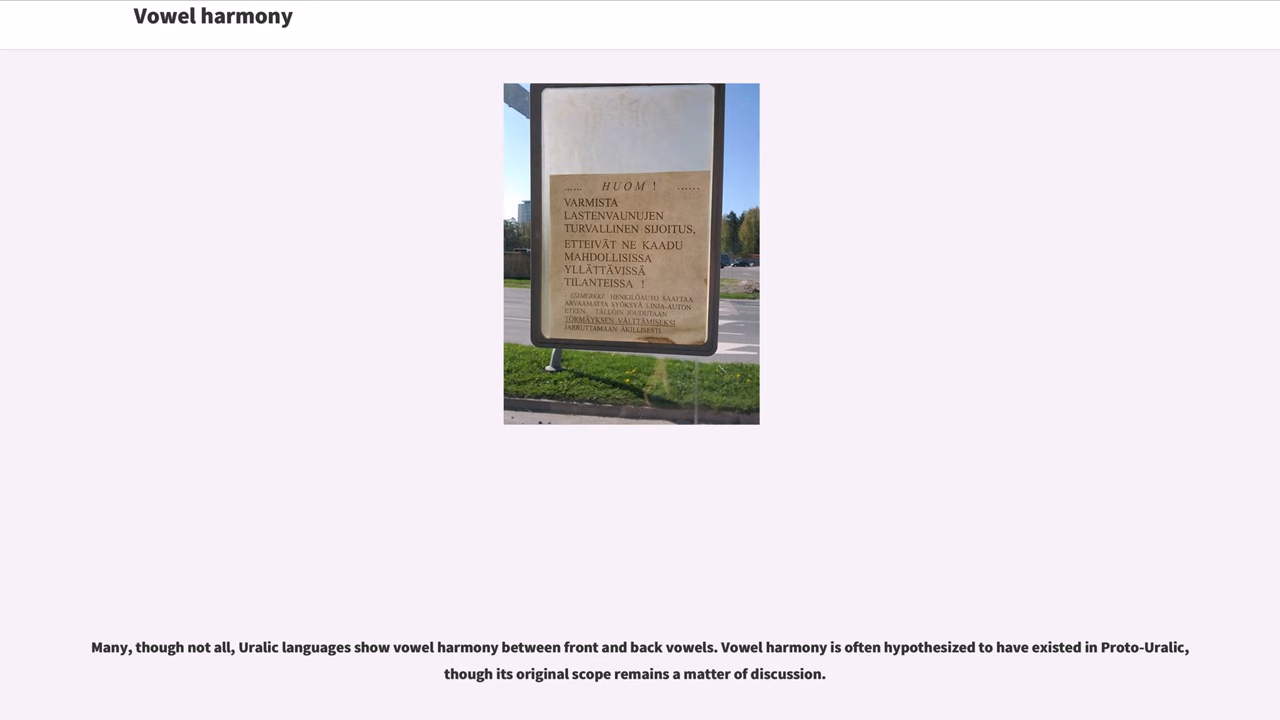 Vowel harmony
...... HUOM ! ......
VARMISTA
LASTENVAUNUJEN
TURVALLINEN SIJOITUS,
ETTEIVÄT NE KAADU
MAHDOLLISISSA
YLLÄTTÄVISSÄ
TILANTEISSA !
- ESIMERKKI: HENKILÖAUTO SAATTAA
ARVAAMATTA SYÖKSYÄ LINJA-AUTON
ETEEN. TÄLLÖIN JOUDUTAAN
TÖRMÄYKSEN VÄLTTÄMISEKSI
JARRUTTAMAAN ÄKILLISESTI.
Many, though not all, Uralic languages show vowel harmony between front and back vowels. Vowel harmony is often hypothesized to have existed in Proto-Uralic,
though its original scope remains a matter of discussion.